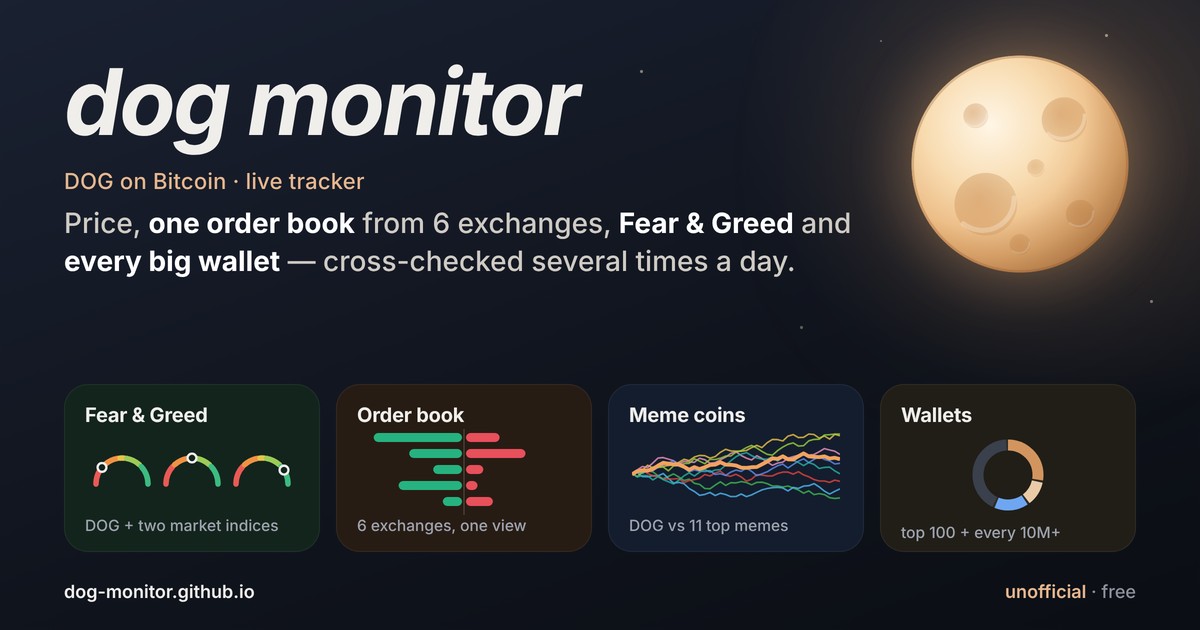 dog monitor
DOG on Bitcoin · live tracker
Price, one order book from 6 exchanges, Fear & Greed and
every big wallet — cross-checked several times a day.
Fear & Greed
DOG + two market indices
Order book
6 exchanges, one view
Meme coins
DOG vs 11 top memes
Wallets
top 100 + every 10M+
dog-monitor.github.io
unofficial · free